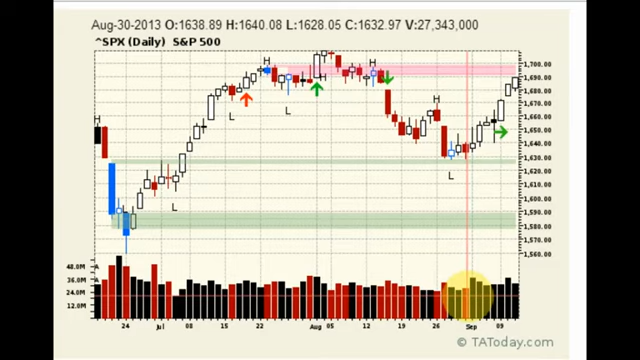 Aug-30-2013 O:1638.89 H:1640.08 L:1628.05 C:1632.97 V:27,343,000
^SPX (Daily) S&P 500
H
H
H
H
H
H
L
L
L
L
1,700.00
1,690.00
1,680.00
1,670.00
1,660.00
1,650.00
1,640.00
1,630.00
1,620.00
1,610.00
1,600.00
1,590.00
1,580.00
1,570.00
1,560.00
48.0M
36.0M
24.0M
12.0M
A
A
24 Jul 08 15 22 Aug 05 12 19 26 Sep 09
© TAToday.com